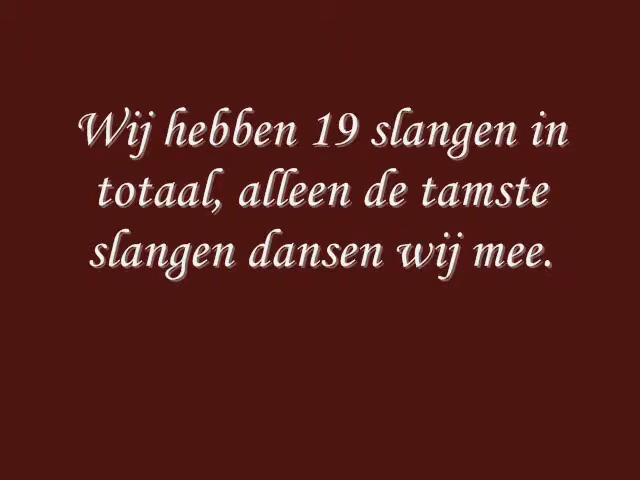 Wij hebben 19 slangen in
totaal, alleen de tamste
slangen dansen wij mee.